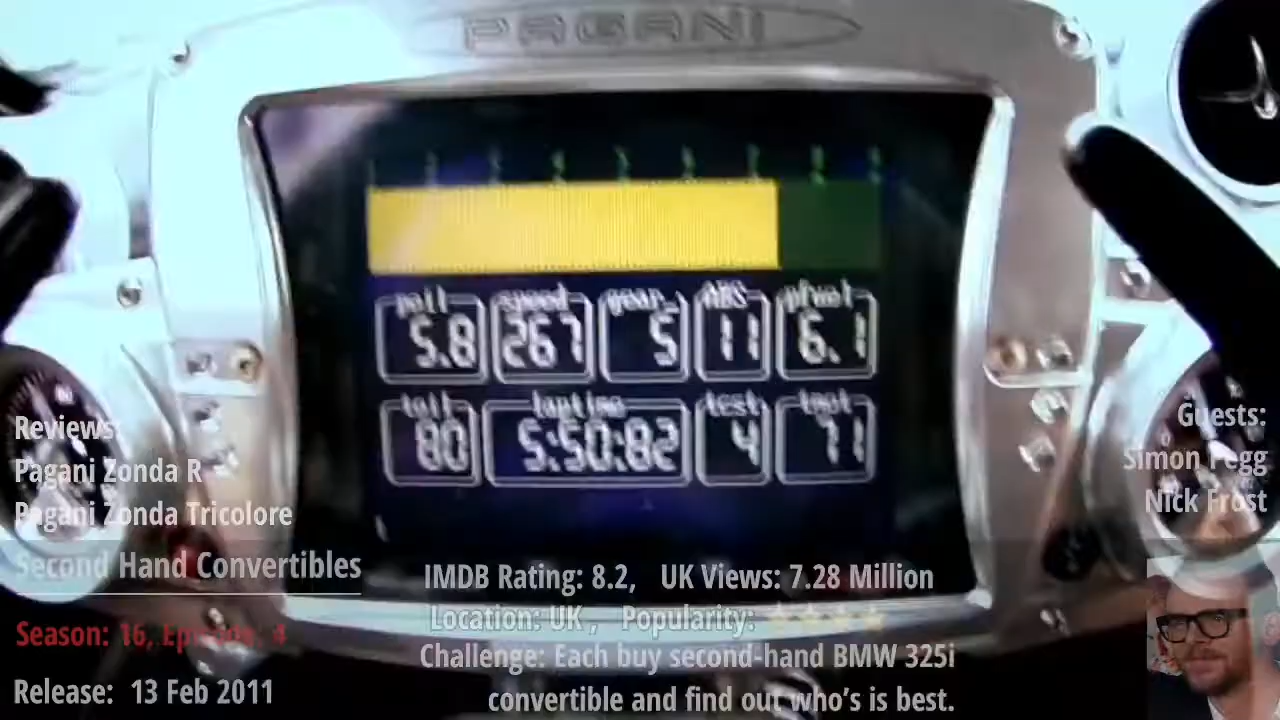 PAGANI
speed gear ABS
5.8 267 5 11 6.1
laptime
80 5:50:82 4 71
Reviews:
Pagani Zonda R
Pagani Zonda Tricolore
Second Hand Convertibles
Season: 16, Episode: 4
Release: 13 Feb 2011
IMDB Rating: 8.2, UK Views: 7.28 Million
Location: UK , Popularity:
Challenge: Each buy second-hand BMW 325i
convertible and find out who's is best.
Guests:
Simon Pegg
Nick Frost